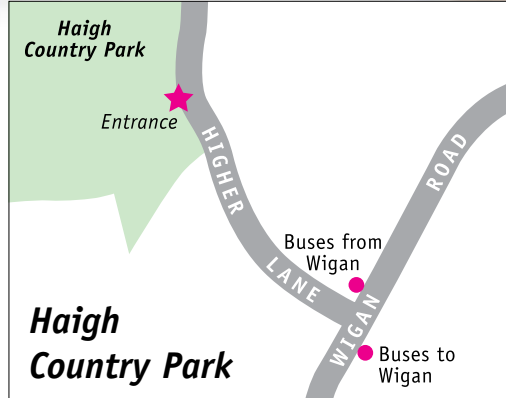 Haigh
Country Park
Entrance
HIGHER LANE
WIGAN ROAD
Buses from
Wigan
Buses to
Wigan
Haigh
Country Park